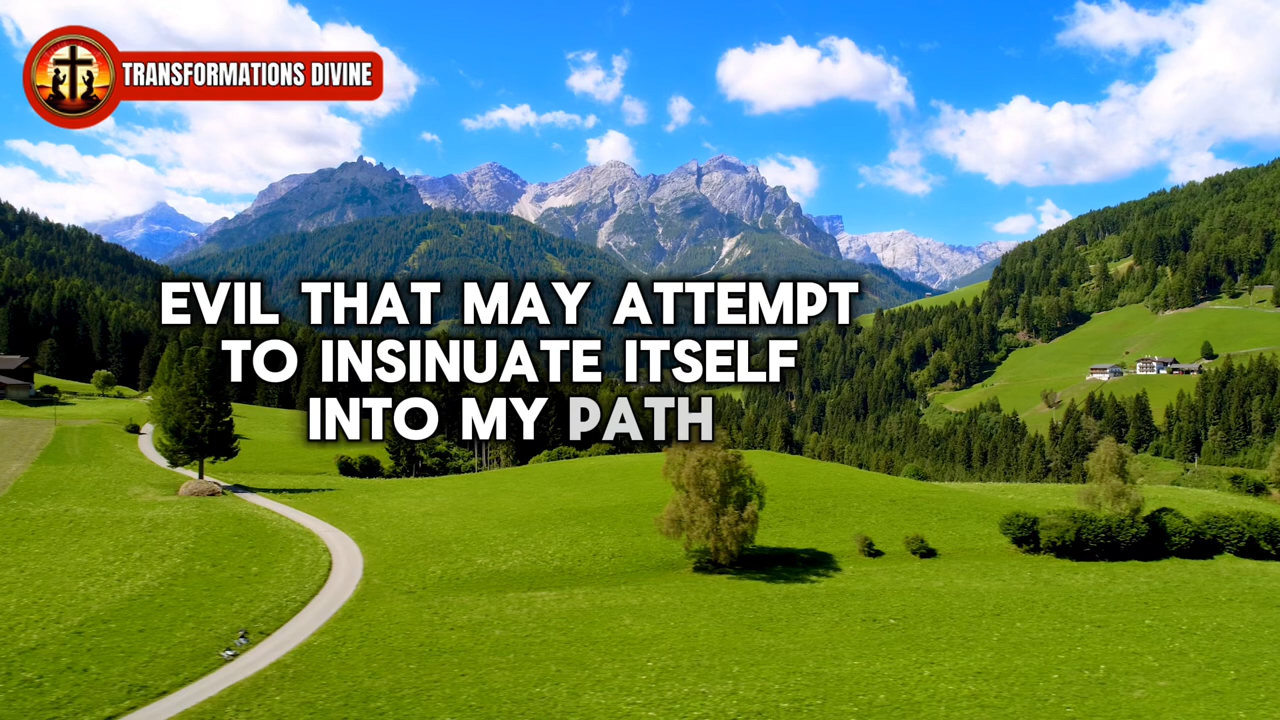 TRANSFORMATIONS DIVINE
EVIL THAT MAY ATTEMPT
TO INSINUATE ITSELF
INTO MY PATH